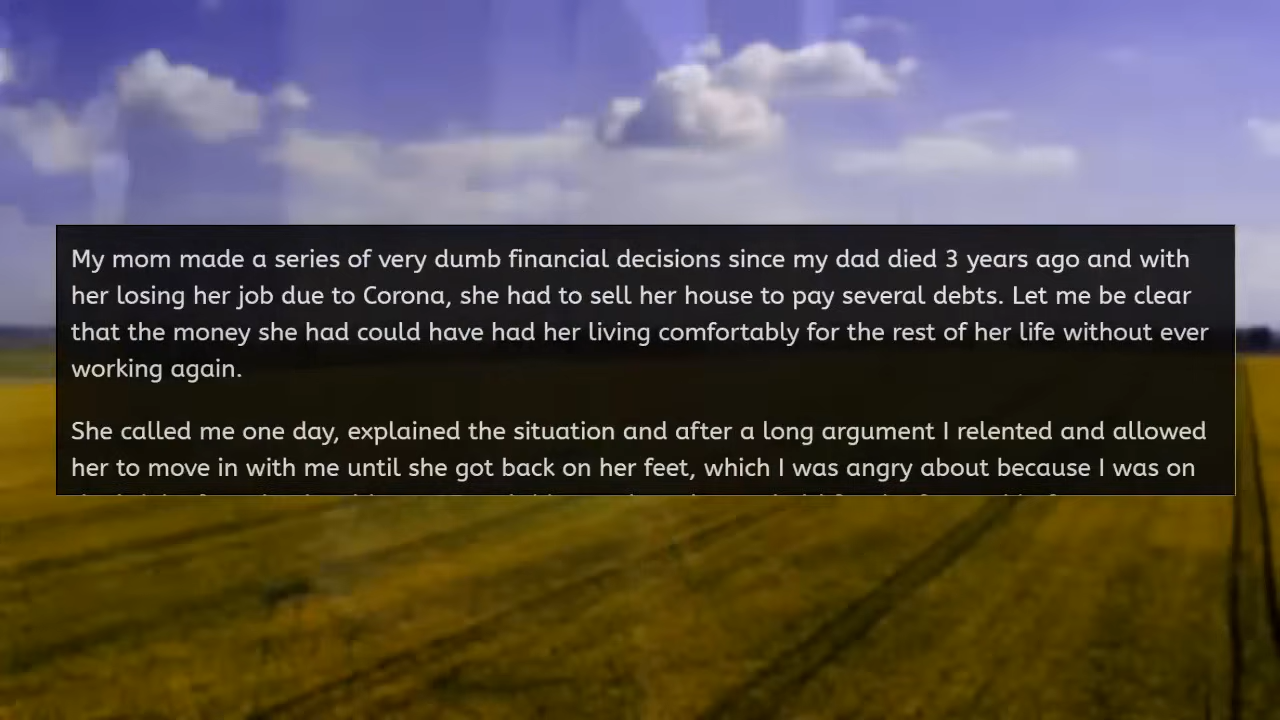 My mom made a series of very dumb financial decisions since my dad died 3 years ago and with
her losing her job due to Corona, she had to sell her house to pay several debts. Let me be clear
that the money she had could have had her living comfortably for the rest of her life without ever
working again.
She called me one day, explained the situation and after a long argument I relented and allowed
her to move in with me until she got back on her feet, which I was angry about because I was on